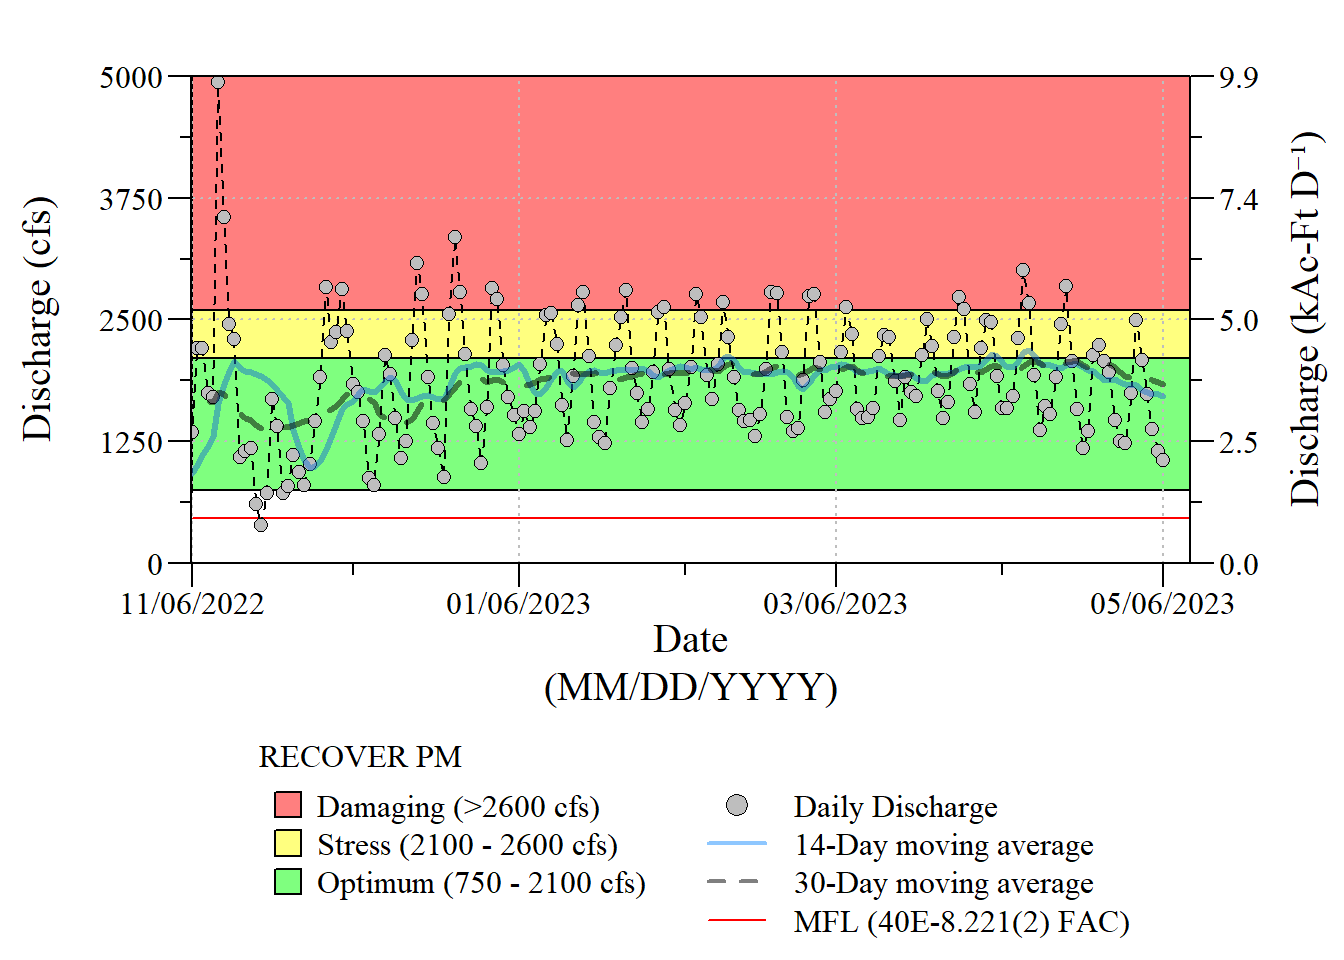 5000
3750
2500
1250
0
Discharge (cfs)
9.9
7.4
5.0
2.5
0.0
Discharge (kAc-Ft D⁻¹)
11/06/2022
01/06/2023
03/06/2023
05/06/2023
Date
(MM/DD/YYYY)
RECOVER PM
Damaging (>2600 cfs)
Stress (2100 - 2600 cfs)
Optimum (750 - 2100 cfs)
Daily Discharge
14-Day moving average
30-Day moving average
MFL (40E-8.221(2) FAC)